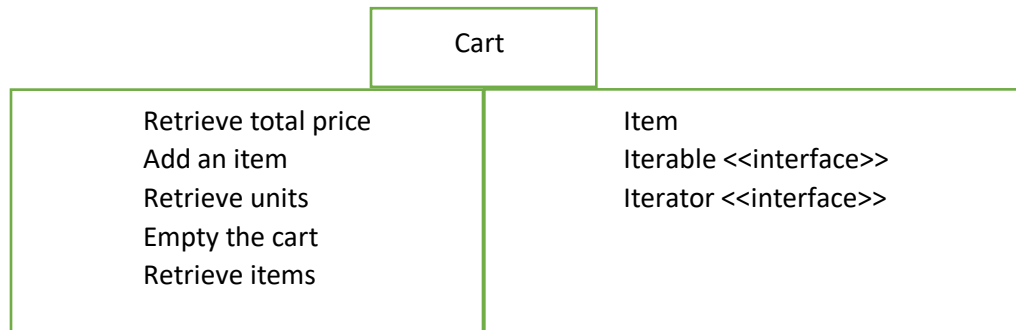 Cart
Retrieve total price
Add an item
Retrieve units
Empty the cart
Retrieve items
Item
Iterable <<interface>>
Iterator <<interface>>